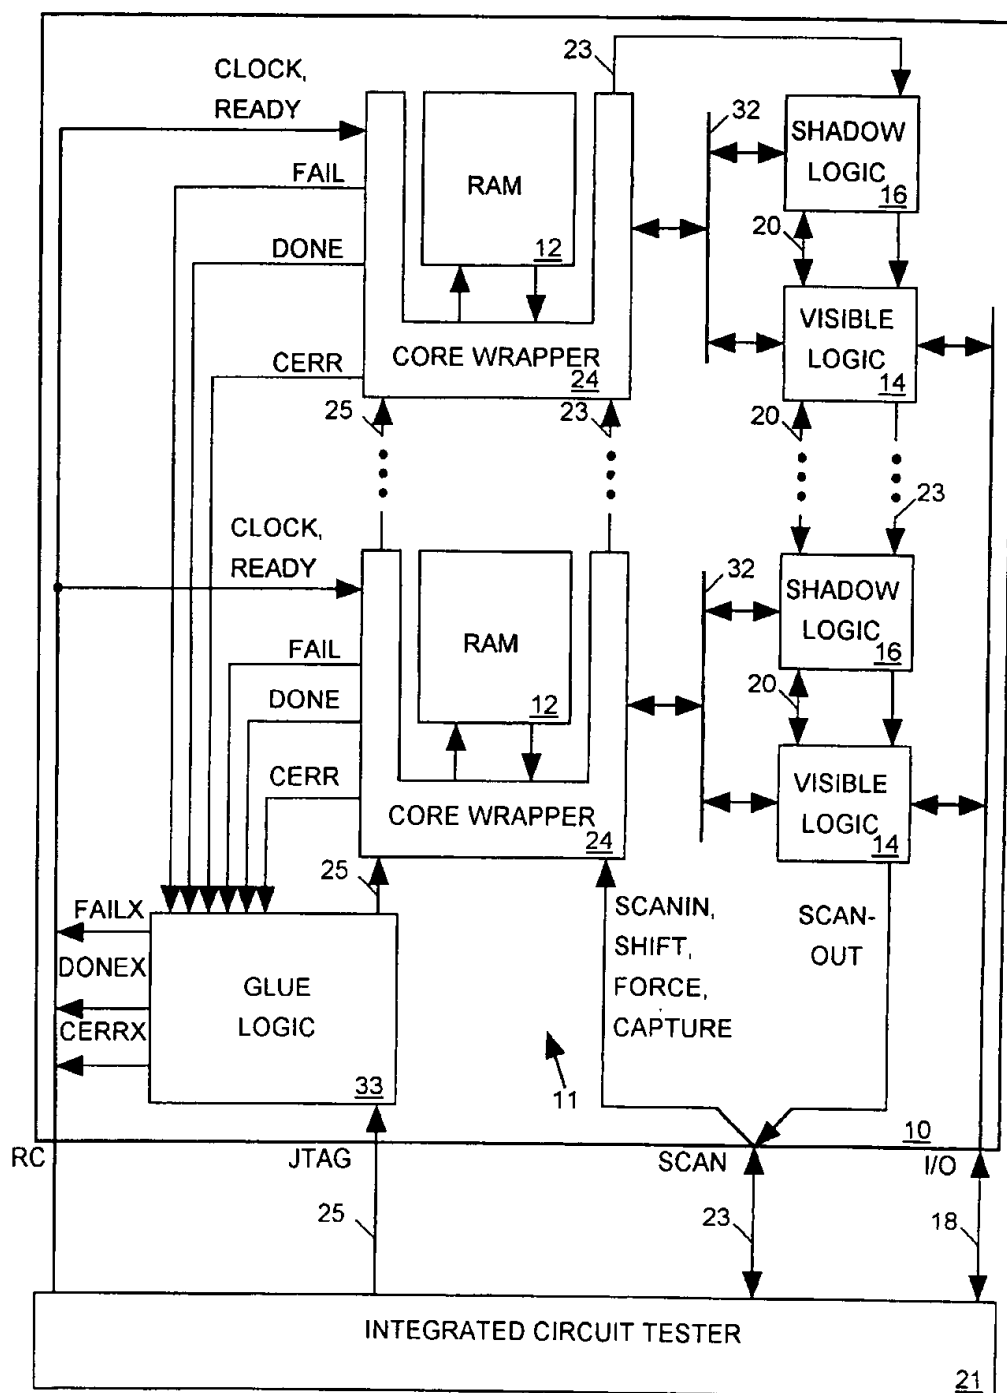 23
CLOCK,
READY
32
SHADOW
LOGIC
16
FAIL
RAM
20
DONE
12
VISIBLE
LOGIC
14
CORE WRAPPER
24
CERR
25
23
20
23
CLOCK,
READY
32
SHADOW
LOGIC
16
RAM
FAIL
20
12
DONE
VISIBLE
LOGIC
14
CERR
CORE WRAPPER
24
25
FAILX
SCANIN,
SHIFT,
FORCE,
CAPTURE
SCAN-
OUT
DONEX
GLUE
LOGIC
CERRX
33
11
10
RC
JTAG
SCAN
I/O
25
23
18
INTEGRATED CIRCUIT TESTER
21